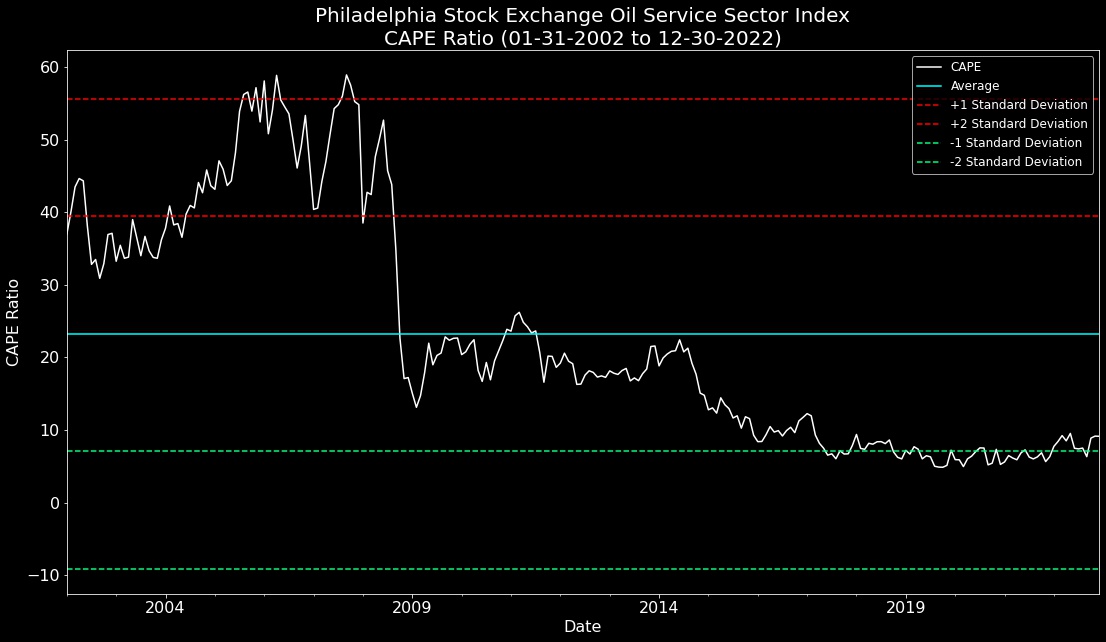 Philadelphia Stock Exchange Oil Service Sector Index
CAPE Ratio (01-31-2002 to 12-30-2022)
CAPE
Average
+1 Standard Deviation
+2 Standard Deviation
-1 Standard Deviation
-2 Standard Deviation
CAPE Ratio
60
50
40
30
20
10
0
−10
2004
2009
2014
2019
Date